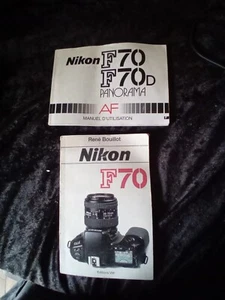 Nikon F70
F70D
PANORAMA
AF
MANUEL D'UTILISATION
René Bouillot
Nikon
F70